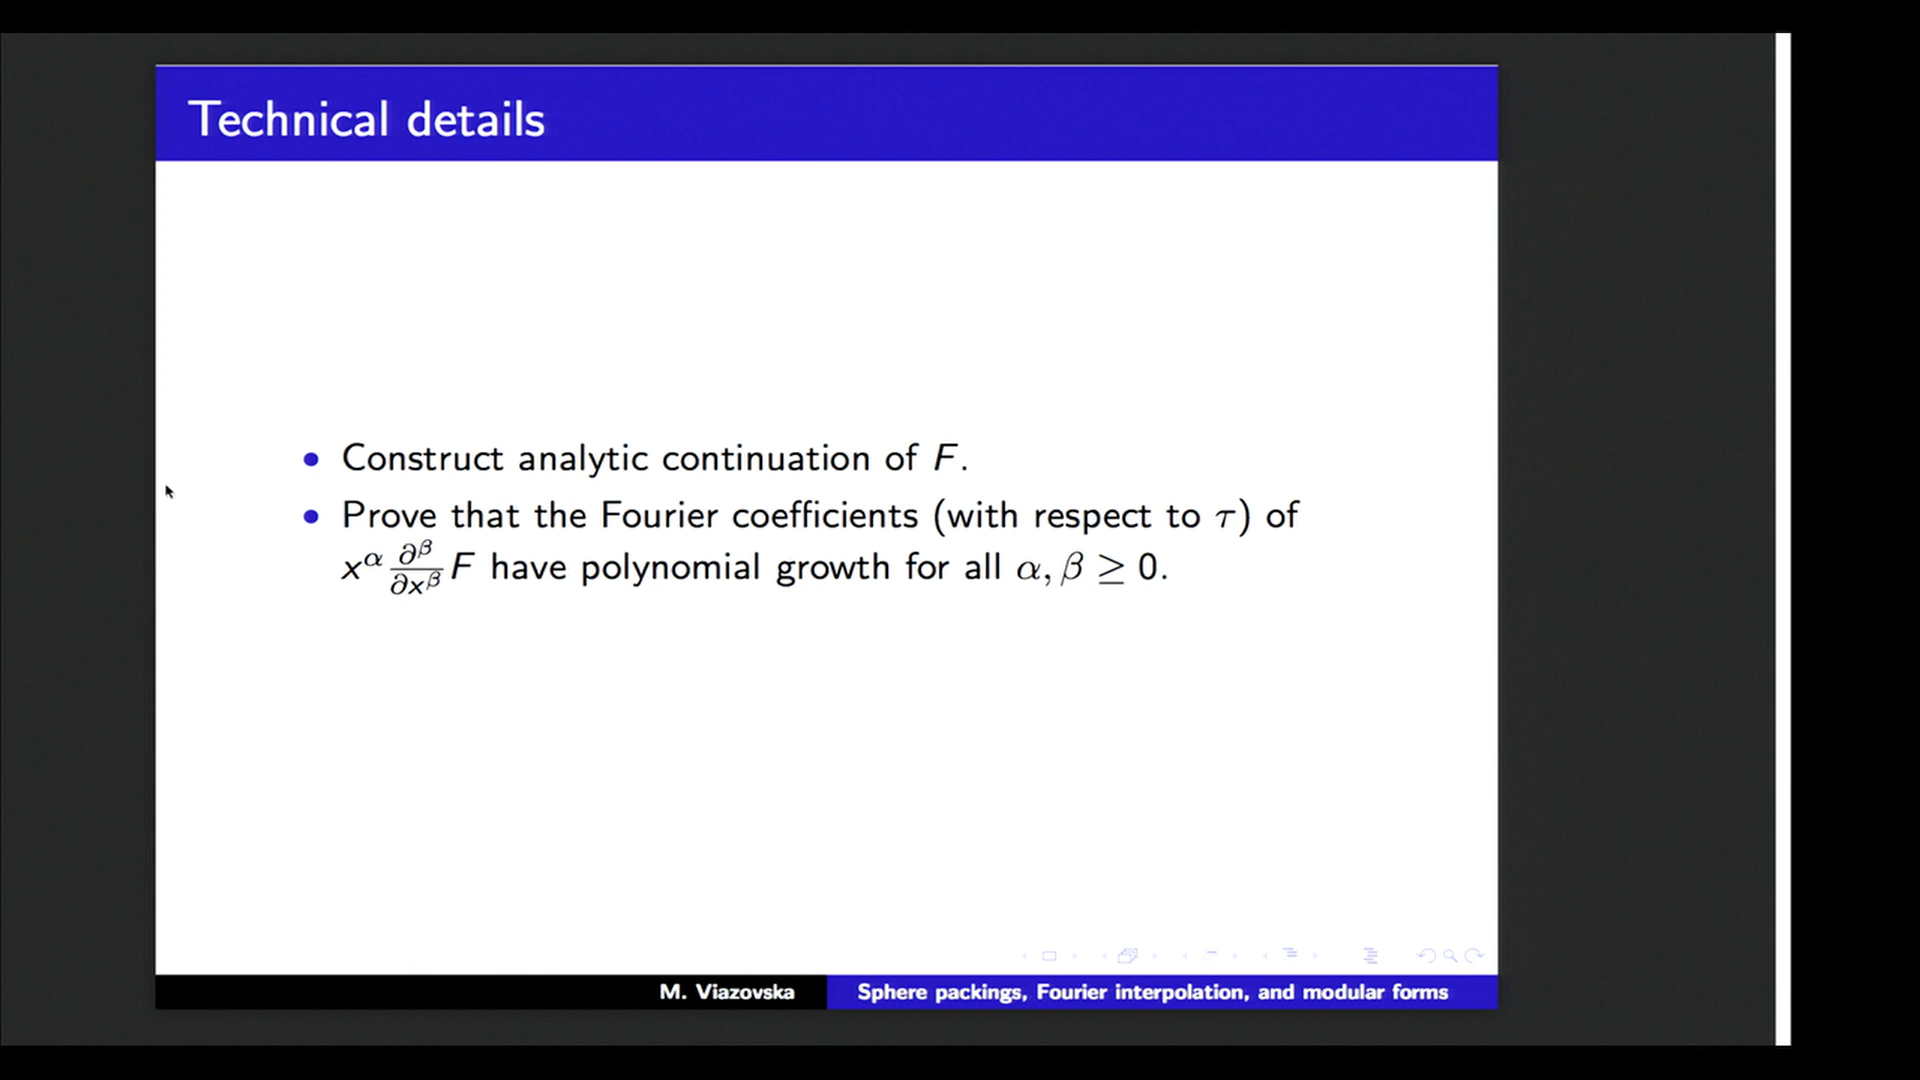 Technical details
• Construct analytic continuation of F.
• Prove that the Fourier coefficients (with respect to τ) of
x^α ∂^β/∂x^β F have polynomial growth for all α, β ≥ 0.
M. Viazovska
Sphere packings, Fourier interpolation, and modular forms